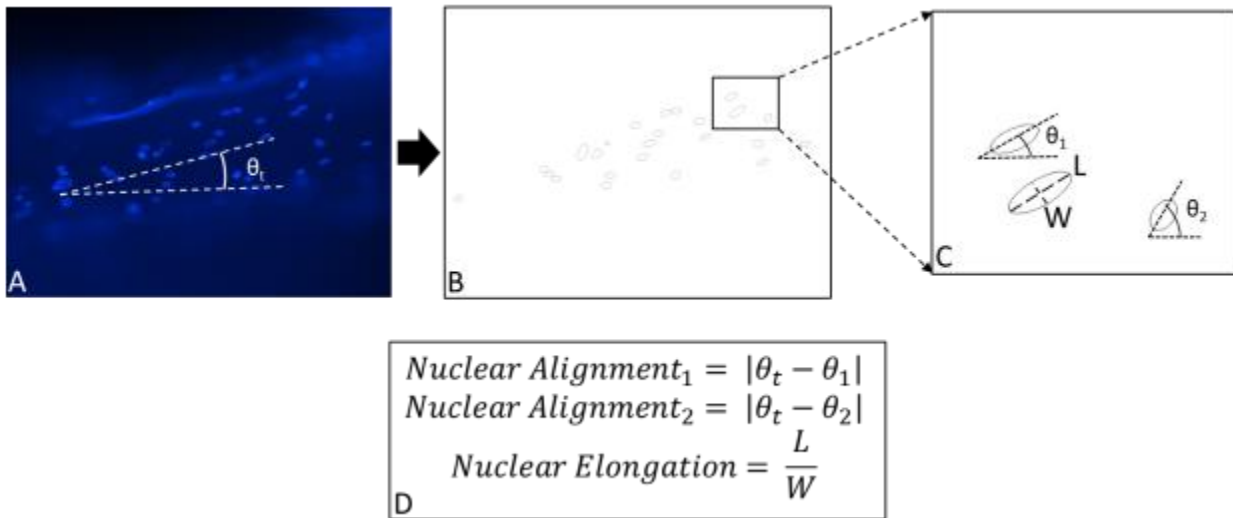 θₜ
A
B
θ₁
L
W
θ₂
C
Nuclear Alignment₁ = |θₜ − θ₁|
Nuclear Alignment₂ = |θₜ − θ₂|
Nuclear Elongation = L/W
D